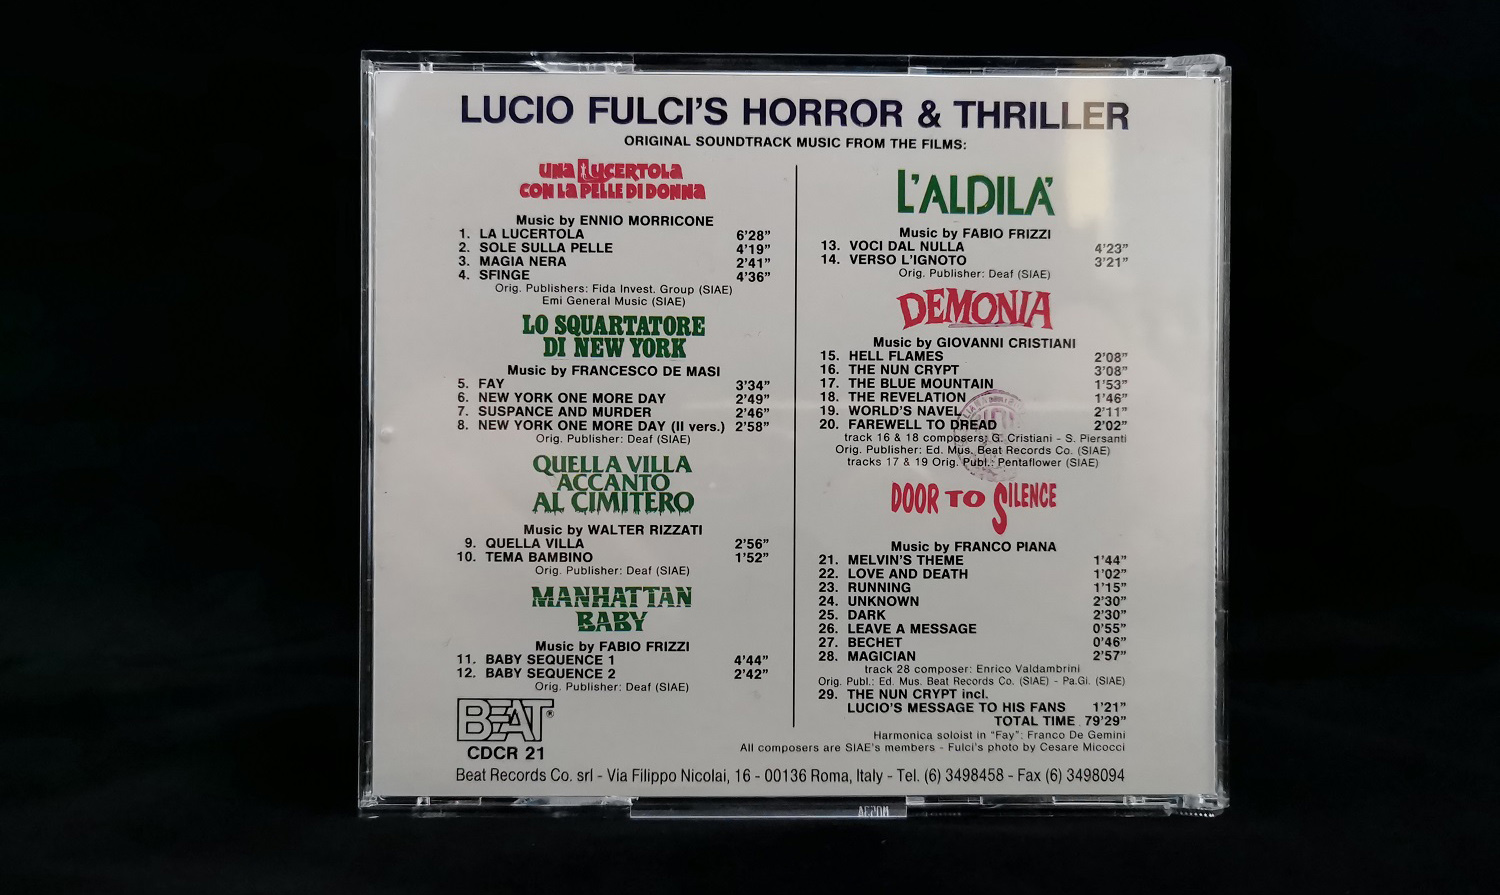 LUCIO FULCI'S HORROR & THRILLER
ORIGINAL SOUNDTRACK MUSIC FROM THE FILMS:
UNA LUCERTOLA
CON LA PELLE DI DONNA
Music by ENNIO MORRICONE
1. LA LUCERTOLA 6'28"
2. SOLE SULLA PELLE 4'19"
3. MAGIA NERA 2'41"
4. SFINGE 4'36"
Orig. Publishers: Fida Invest. Group (SIAE)
Emi General Music (SIAE)
LO SQUARTATORE
DI NEW YORK
Music by FRANCESCO DE MASI
5. FAY 3'34"
6. NEW YORK ONE MORE DAY 2'49"
7. SUSPANCE AND MURDER 2'46"
8. NEW YORK ONE MORE DAY (II vers.) 2'58"
Orig. Publisher: Deaf (SIAE)
QUELLA VILLA
ACCANTO
AL CIMITERO
Music by WALTER RIZZATI
9. QUELLA VILLA 2'56"
10. TEMA BAMBINO 1'52"
Orig. Publisher: Deaf (SIAE)
MANHATTAN
BABY
Music by FABIO FRIZZI
11. BABY SEQUENCE 1 4'44"
12. BABY SEQUENCE 2 2'42"
Orig. Publisher: Deaf (SIAE)
BEAT®
CDCR 21
L'ALDILA'
Music by FABIO FRIZZI
13. VOCI DAL NULLA 4'23"
14. VERSO L'IGNOTO 3'21"
Orig. Publisher: Deaf (SIAE)
DEMONIA
Music by GIOVANNI CRISTIANI
15. HELL FLAMES 2'08"
16. THE NUN CRYPT 3'08"
17. THE BLUE MOUNTAIN 1'53"
18. THE REVELATION 1'46"
19. WORLD'S NAVEL 2'11"
20. FAREWELL TO DREAD 2'02"
track 16 & 18 composers: G. Cristiani - S. Piersanti
Orig. Publisher: Ed. Mus. Beat Records Co. (SIAE)
tracks 17 & 19 Orig. Publ.: Pentaflower (SIAE)
DOOR TO SILENCE
Music by FRANCO PIANA
21. MELVIN'S THEME 1'44"
22. LOVE AND DEATH 1'02"
23. RUNNING 1'15"
24. UNKNOWN 2'30"
25. DARK 2'30"
26. LEAVE A MESSAGE 0'55"
27. BECHET 0'46"
28. MAGICIAN 2'57"
track 28 composer: Enrico Valdambrini
Orig. Publ.: Ed. Mus. Beat Records Co. (SIAE) - Pa.Gi. (SIAE)
29. THE NUN CRYPT incl.
LUCIO'S MESSAGE TO HIS FANS 1'21"
TOTAL TIME 79'29"
Harmonica soloist in "Fay": Franco De Gemini
All composers are SIAE's members - Fulci's photo by Cesare Micocci
Beat Records Co. srl - Via Filippo Nicolai, 16 - 00136 Roma, Italy - Tel. (6) 3498458 - Fax (6) 3498094